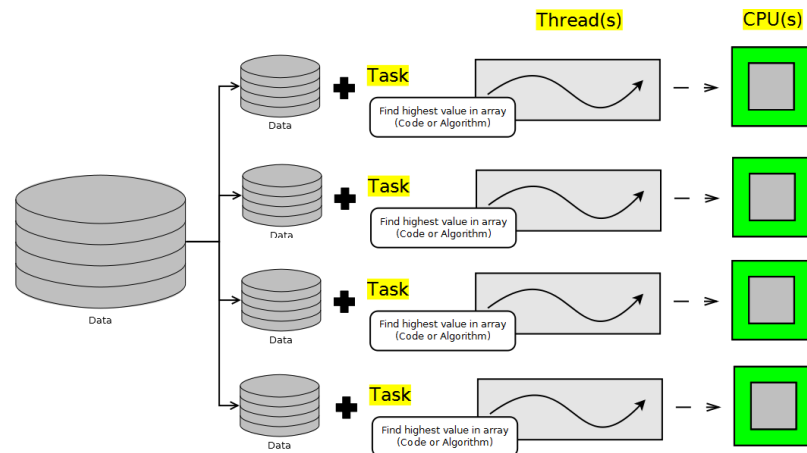 Thread(s)
CPU(s)
Task
Find highest value in array
(Code or Algorithm)
Data
Task
Find highest value in array
(Code or Algorithm)
Data
Data
Task
Find highest value in array
(Code or Algorithm)
Data
Task
Find highest value in array
(Code or Algorithm)
Data